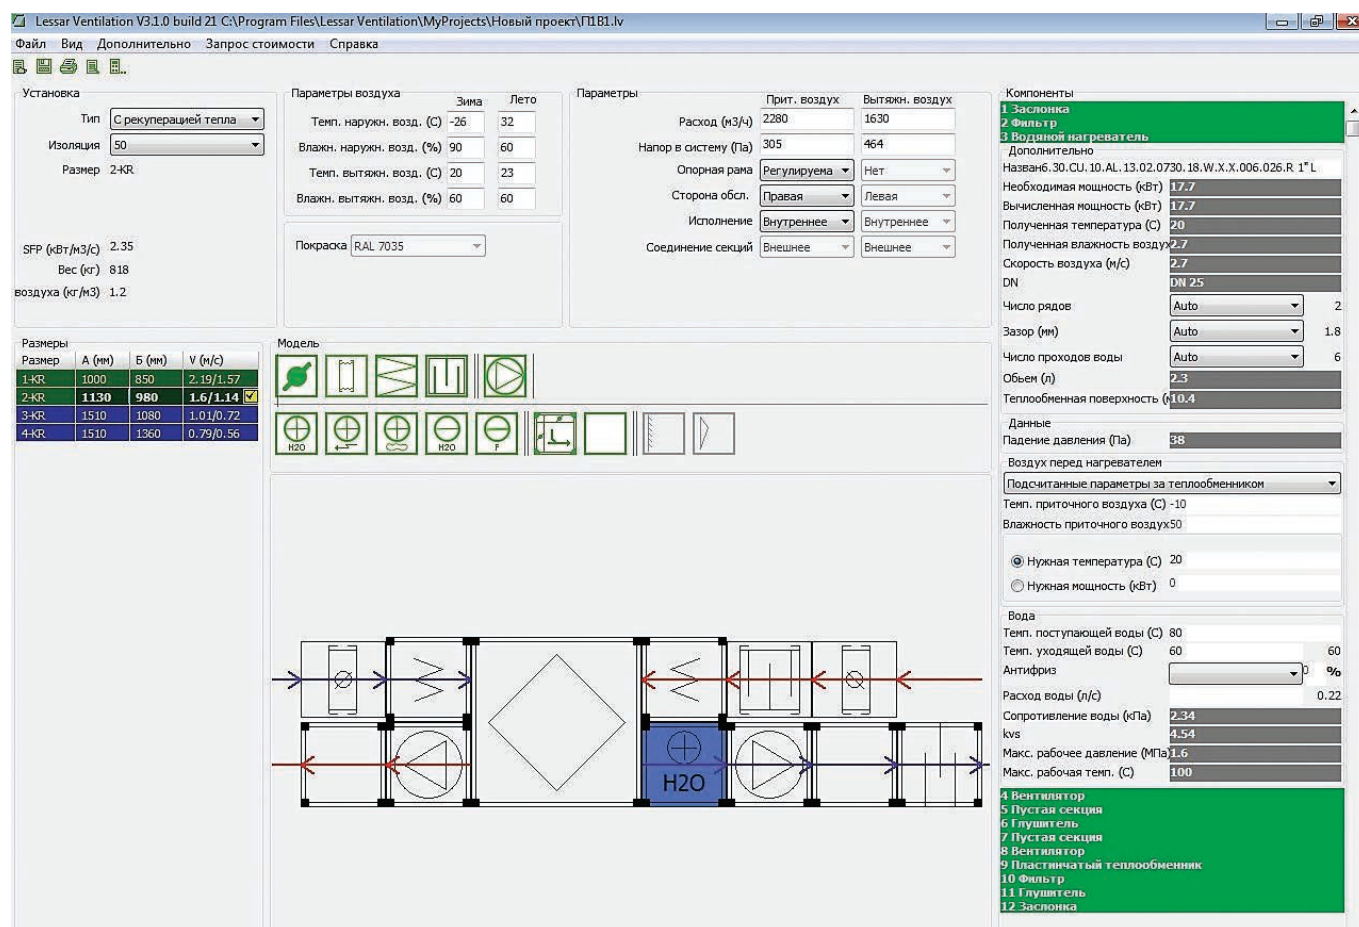 Lessar Ventilation V3.1.0 build 21 C:\Program Files\Lessar Ventilation\MyProjects\Новый проект\П1В1.lv
Файл Вид Дополнительно Запрос стоимости Справка
Установка
Тип С рекуперацией тепла
Изоляция 50
Размер 2-KR
SFP (кВт/м3/с) 2.35
Вес (кг) 818
воздуха (кг/м3) 1.2
Параметры воздуха
Зима Лето
Темп. наружн. возд. (С) -26 32
Влажн. наружн. возд. (%) 90 60
Темп. вытяжн. возд. (С) 20 23
Влажн. вытяжн. возд. (%) 60 60
Покраска RAL 7035
Параметры
Прит. воздух Вытяжн. воздух
Расход (м3/ч) 2280 1630
Напор в систему (Па) 305 464
Опорная рама Регулируема Нет
Сторона обсл. Правая Левая
Исполнение Внутреннее Внутреннее
Соединение секций Внешнее Внешнее
Размеры
Размер А (мм) Б (мм) V (м/с)
1-KR 1000 850 2.19/1.57
2-KR 1130 980 1.6/1.14
3-KR 1510 1080 1.01/0.72
4-KR 1510 1360 0.79/0.56
Модель
H2O H2O F
H2O
Компоненты
1 Заслонка
2 Фильтр
3 Водяной нагреватель
Дополнительно
Названб.30.CU.10.AL.13.02.0730.18.W.X.X.006.026.R 1" L
Необходимая мощность (кВт) 17.7
Вычисленная мощность (кВт) 17.7
Полученная температура (С) 20
Полученная влажность воздух 2.7
Скорость воздуха (м/с) 2.7
DN DN 25
Число рядов Auto 2
Зазор (мм) Auto 1.8
Число проходов воды Auto 6
Обьем (л) 2.3
Теплообменная поверхность (м 10.4
Данные
Падение давления (Па) 38
Воздух перед нагревателем
Подсчитанные параметры за теплообменником
Темп. приточного воздуха (С) -10
Влажность приточного воздух 50
Нужная температура (С) 20
Нужная мощность (кВт) 0
Вода
Темп. поступающей воды (С) 80
Темп. уходящей воды (С) 60 60
Антифриз 0 %
Расход воды (л/с) 0.22
Сопротивление воды (кПа) 2.34
kvs 4.54
Макс. рабочее давление (МПа) 1.6
Макс. рабочая темп. (С) 100
4 Вентилятор
5 Пустая секция
6 Глушитель
7 Пустая секция
8 Вентилятор
9 Пластинчатый теплообменник
10 Фильтр
11 Глушитель
12 Заслонка